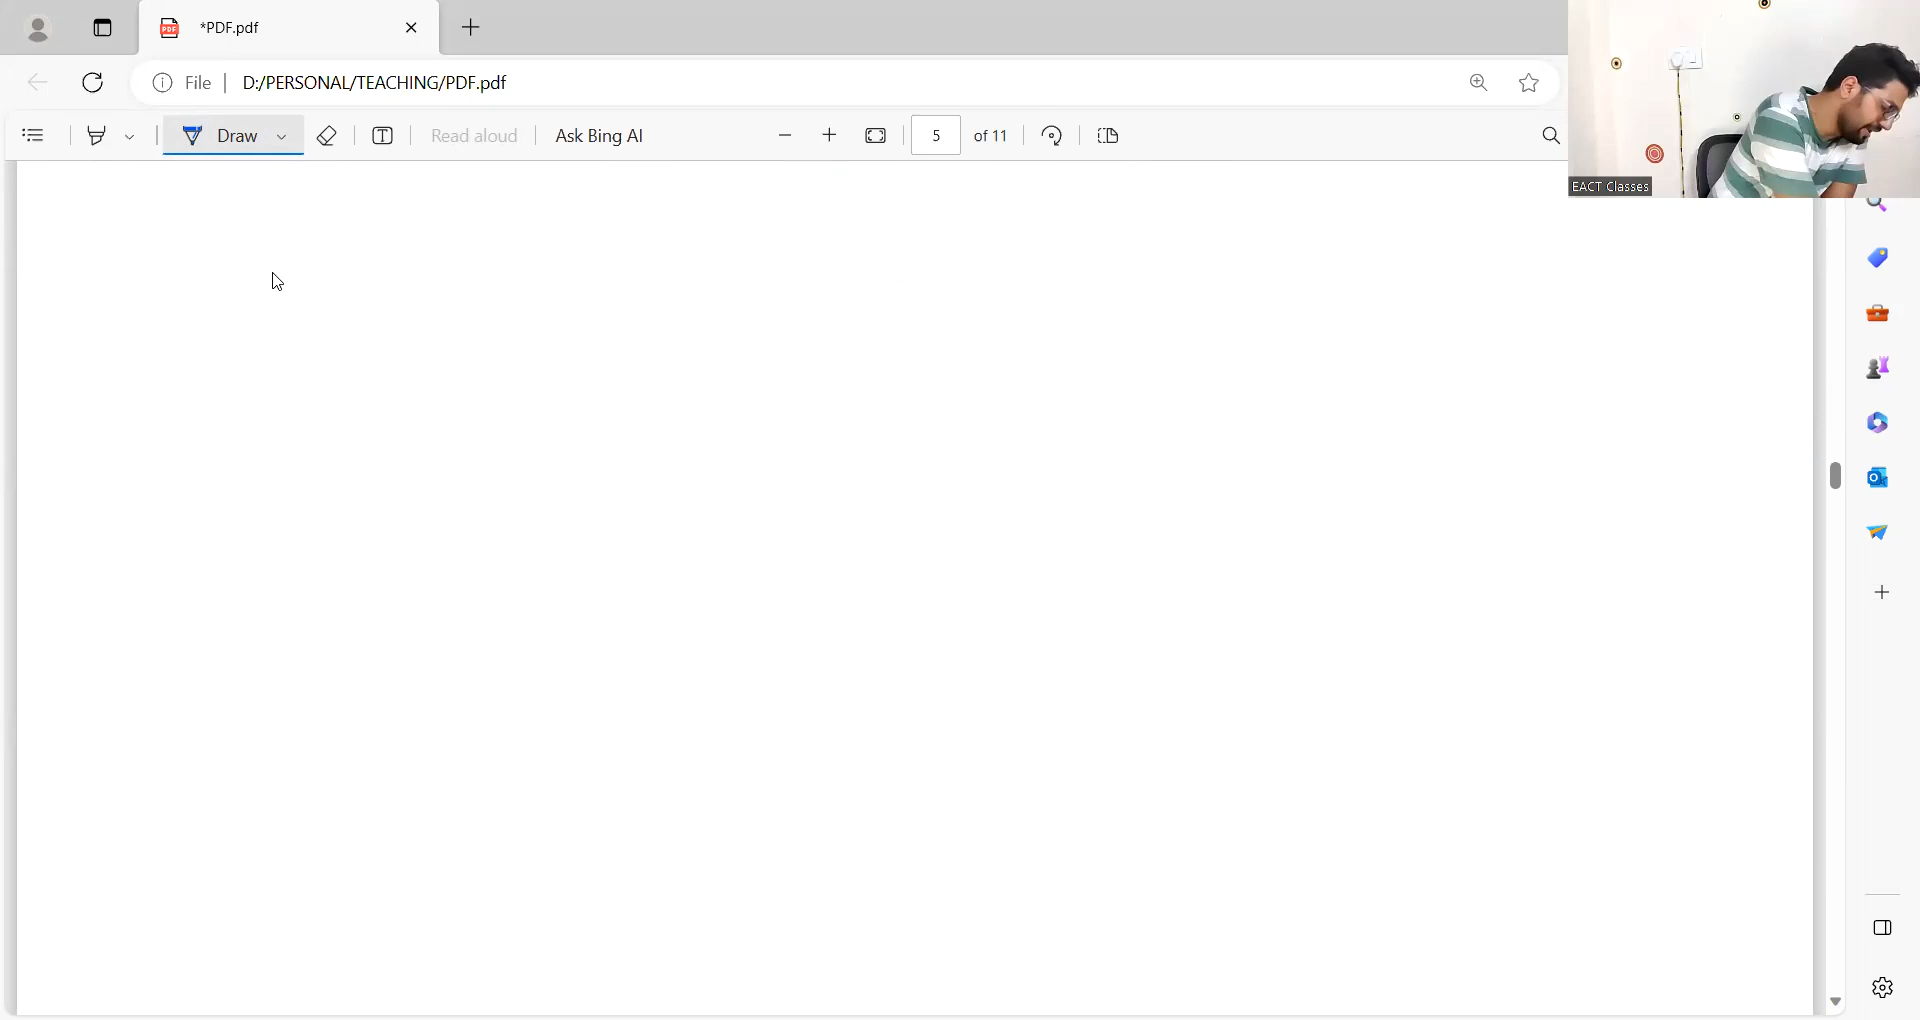 *PDF.pdf
File | D:/PERSONAL/TEACHING/PDF.pdf
Draw Read aloud Ask Bing AI 5 of 11
EACT Classes